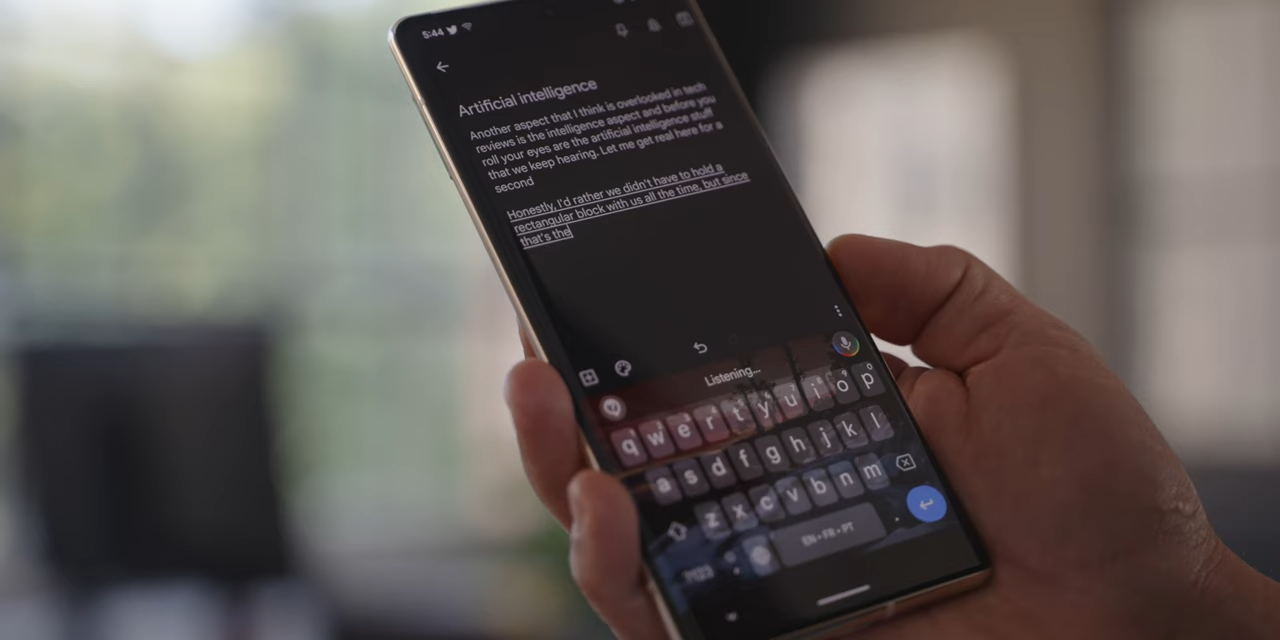 5:44
Artificial intelligence
Another aspect that I think is overlooked in tech
reviews is the intelligence aspect and before you
roll your eyes are the artificial intelligence stuff
that we keep hearing. Let me get real here for a
second
Honestly, I'd rather we didn't have to hold a
rectangular block with us all the time, but since
that's the
Listening...
q w e r t y u i o p
a s d f g h j k l
z x c v b n m
EN • FR • PT